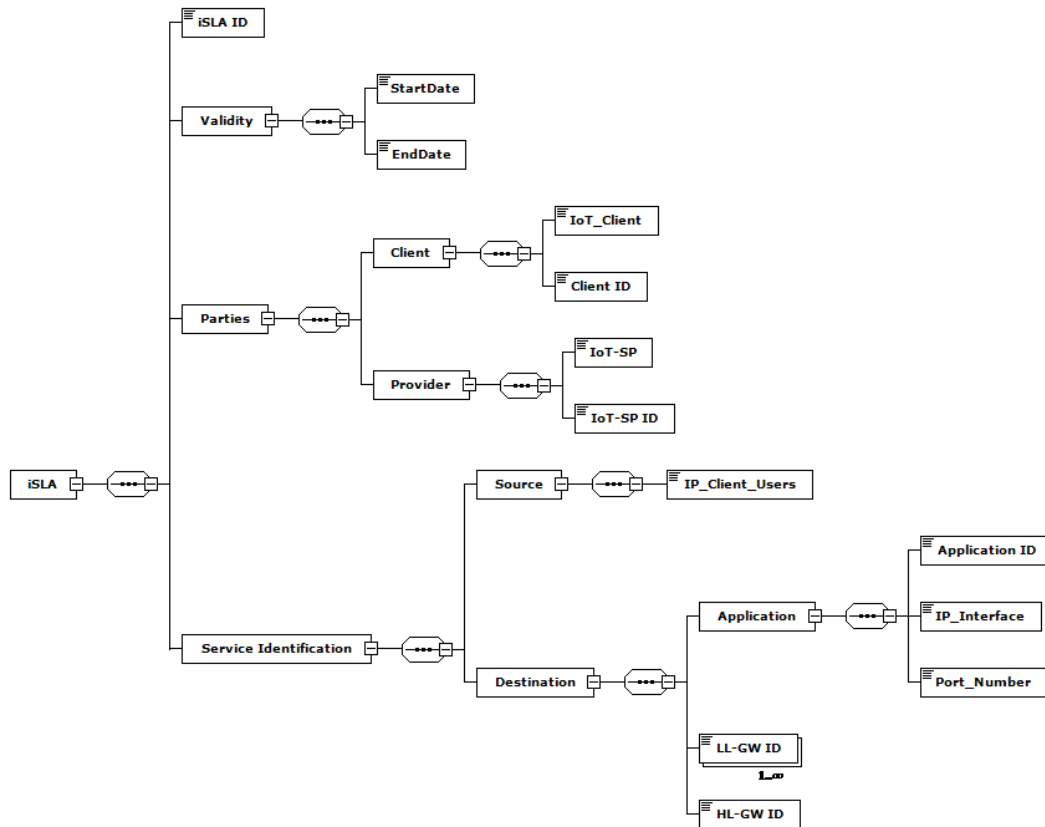 iSLA ID
StartDate
Validity
EndDate
IoT_Client
Client
Client ID
Parties
IoT-SP
Provider
IoT-SP ID
iSLA
Source
IP_Client_Users
Application ID
Application
IP_Interface
Service Identification
Destination
Port_Number
LL-GW ID
1..∞
HL-GW ID